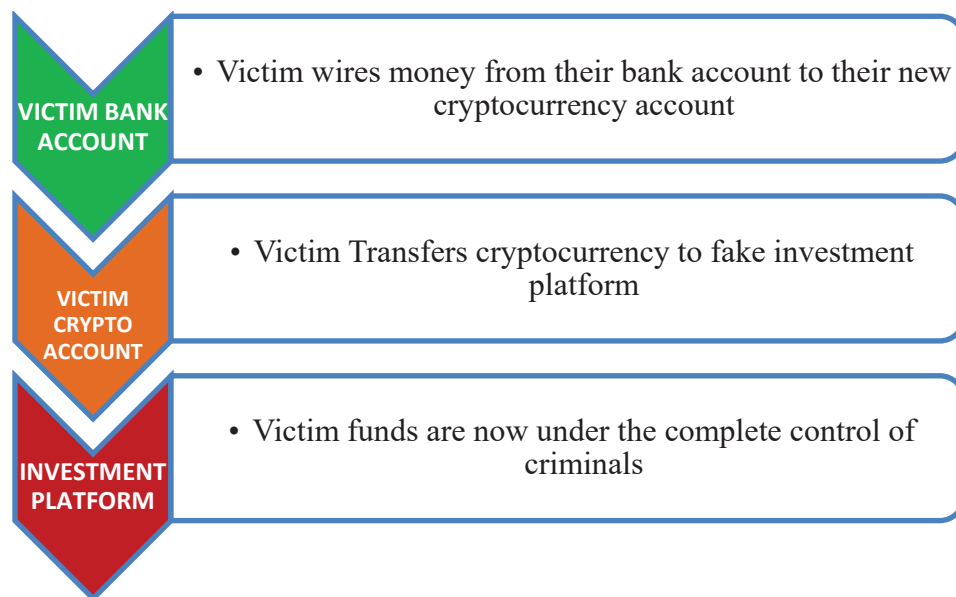 VICTIM BANK
ACCOUNT
• Victim wires money from their bank account to their new
cryptocurrency account
VICTIM
CRYPTO
ACCOUNT
• Victim Transfers cryptocurrency to fake investment
platform
INVESTMENT
PLATFORM
• Victim funds are now under the complete control of
criminals